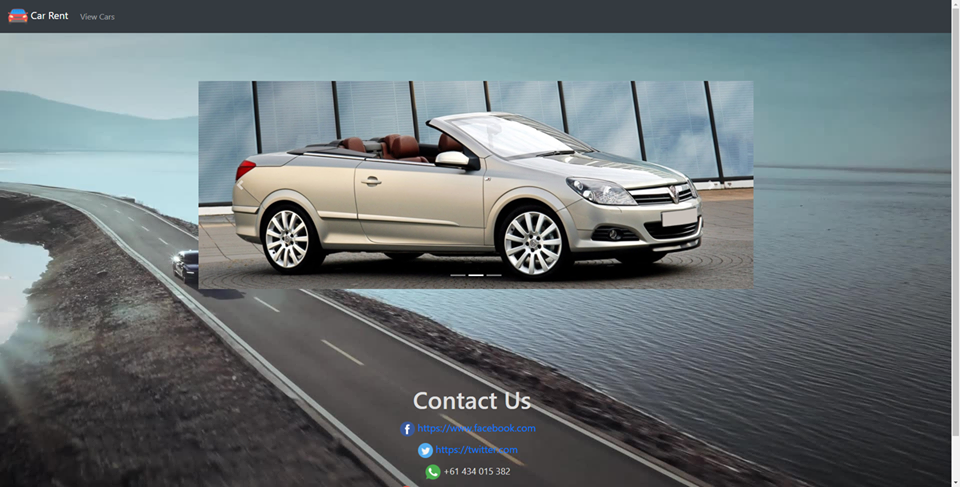 Car Rent View Cars
Contact Us
https://www.facebook.com
https://twitter.com
+61 434 015 382